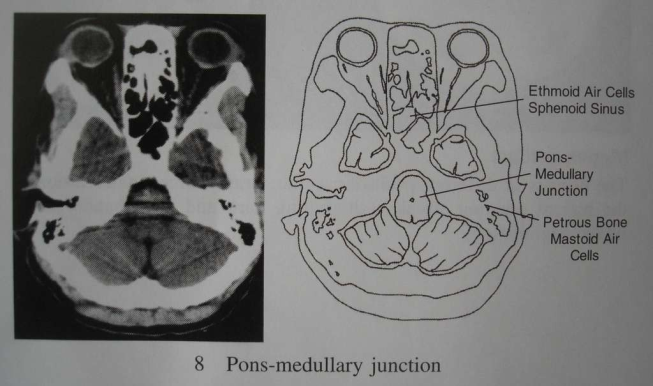 Ethmoid Air Cells
Sphenoid Sinus
Pons-
Medullary
Junction
Petrous Bone
Mastoid Air
Cells
8 Pons-medullary junction